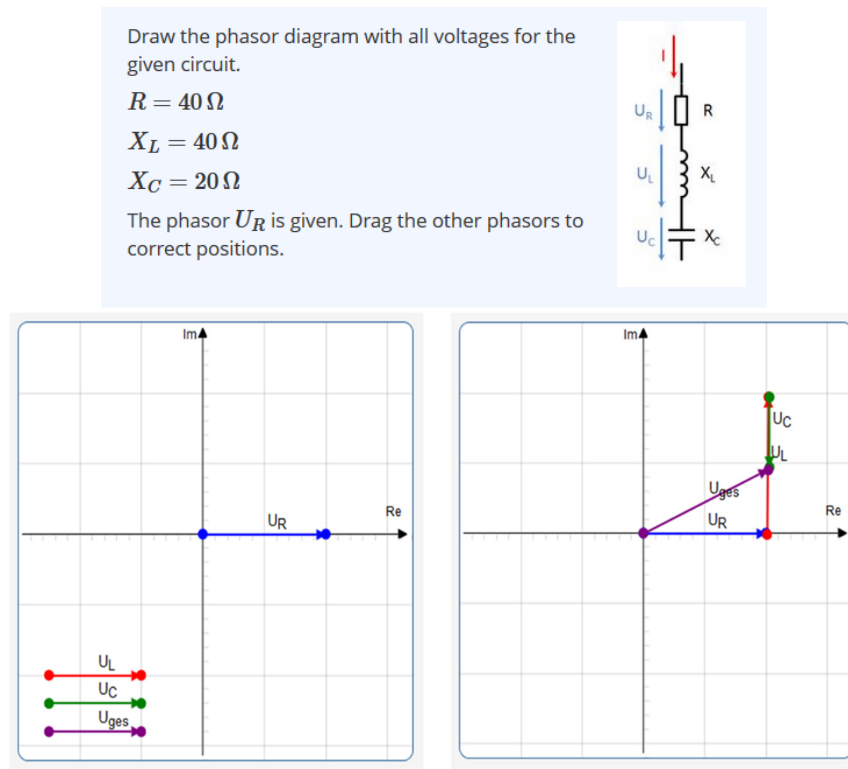 Draw the phasor diagram with all voltages for the
given circuit.
R = 40 Ω
X_L = 40 Ω
X_C = 20 Ω
The phasor U_R is given. Drag the other phasors to
correct positions.
I
U_R R
U_L X_L
U_C X_C
Im
Re
U_R
U_L
U_C
U_ges
Im
U_C
U_L
U_ges
Re
U_R